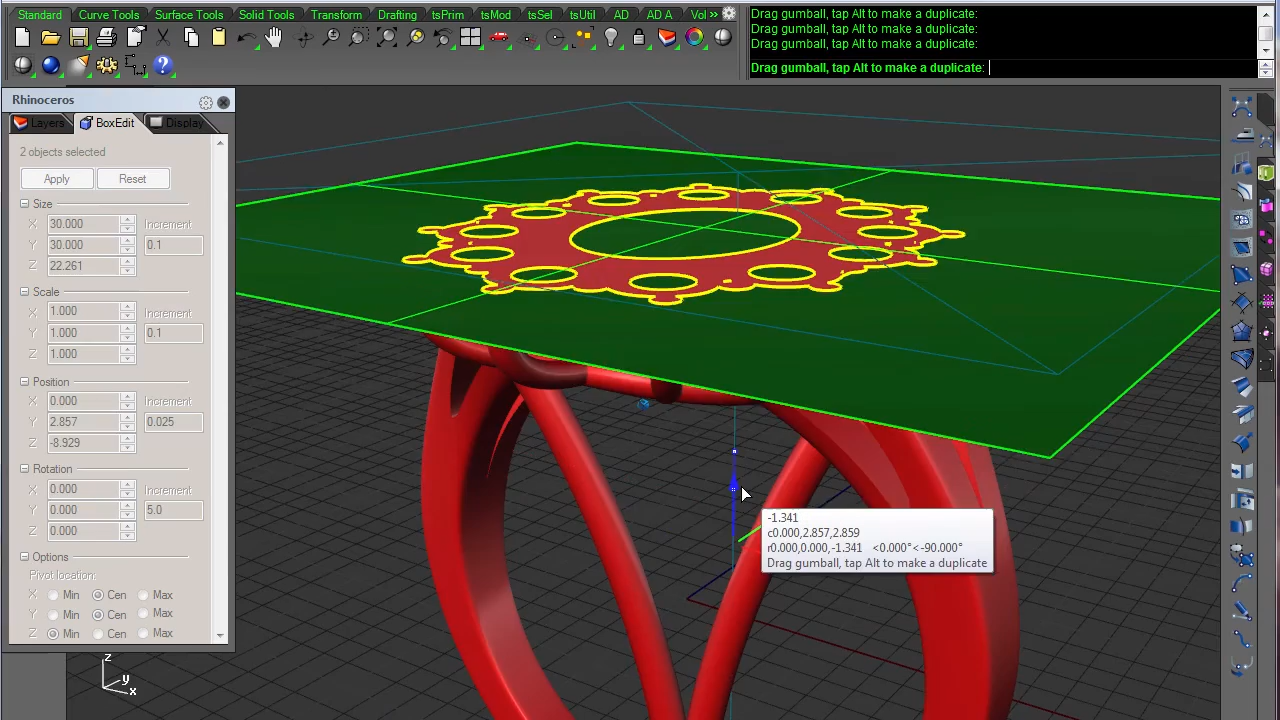 Standard Curve Tools Surface Tools Solid Tools Transform Drafting tsPrim tsMod tsSel tsUtil AD AD A Vol »
Drag gumball, tap Alt to make a duplicate:
Drag gumball, tap Alt to make a duplicate:
Drag gumball, tap Alt to make a duplicate:
Drag gumball, tap Alt to make a duplicate:
Rhinoceros
Layers BoxEdit Display
2 objects selected
Apply Reset
Size
X 30.000 Increment
Y 30.000 0.1
Z 22.261
Scale
X 1.000 Increment
Y 1.000 0.1
Z 1.000
Position
X 0.000 Increment
Y 2.857 0.025
Z -8.929
Rotation
X 0.000 Increment
Y 0.000 5.0
Z 0.000
Options
Pivot location:
X Min Cen Max
Y Min Cen Max
Z Min Cen Max
-1.341
c0.000,2.857,2.859
r0.000,0.000,-1.341 <0.000°<-90.000°
Drag gumball, tap Alt to make a duplicate
z
y
x